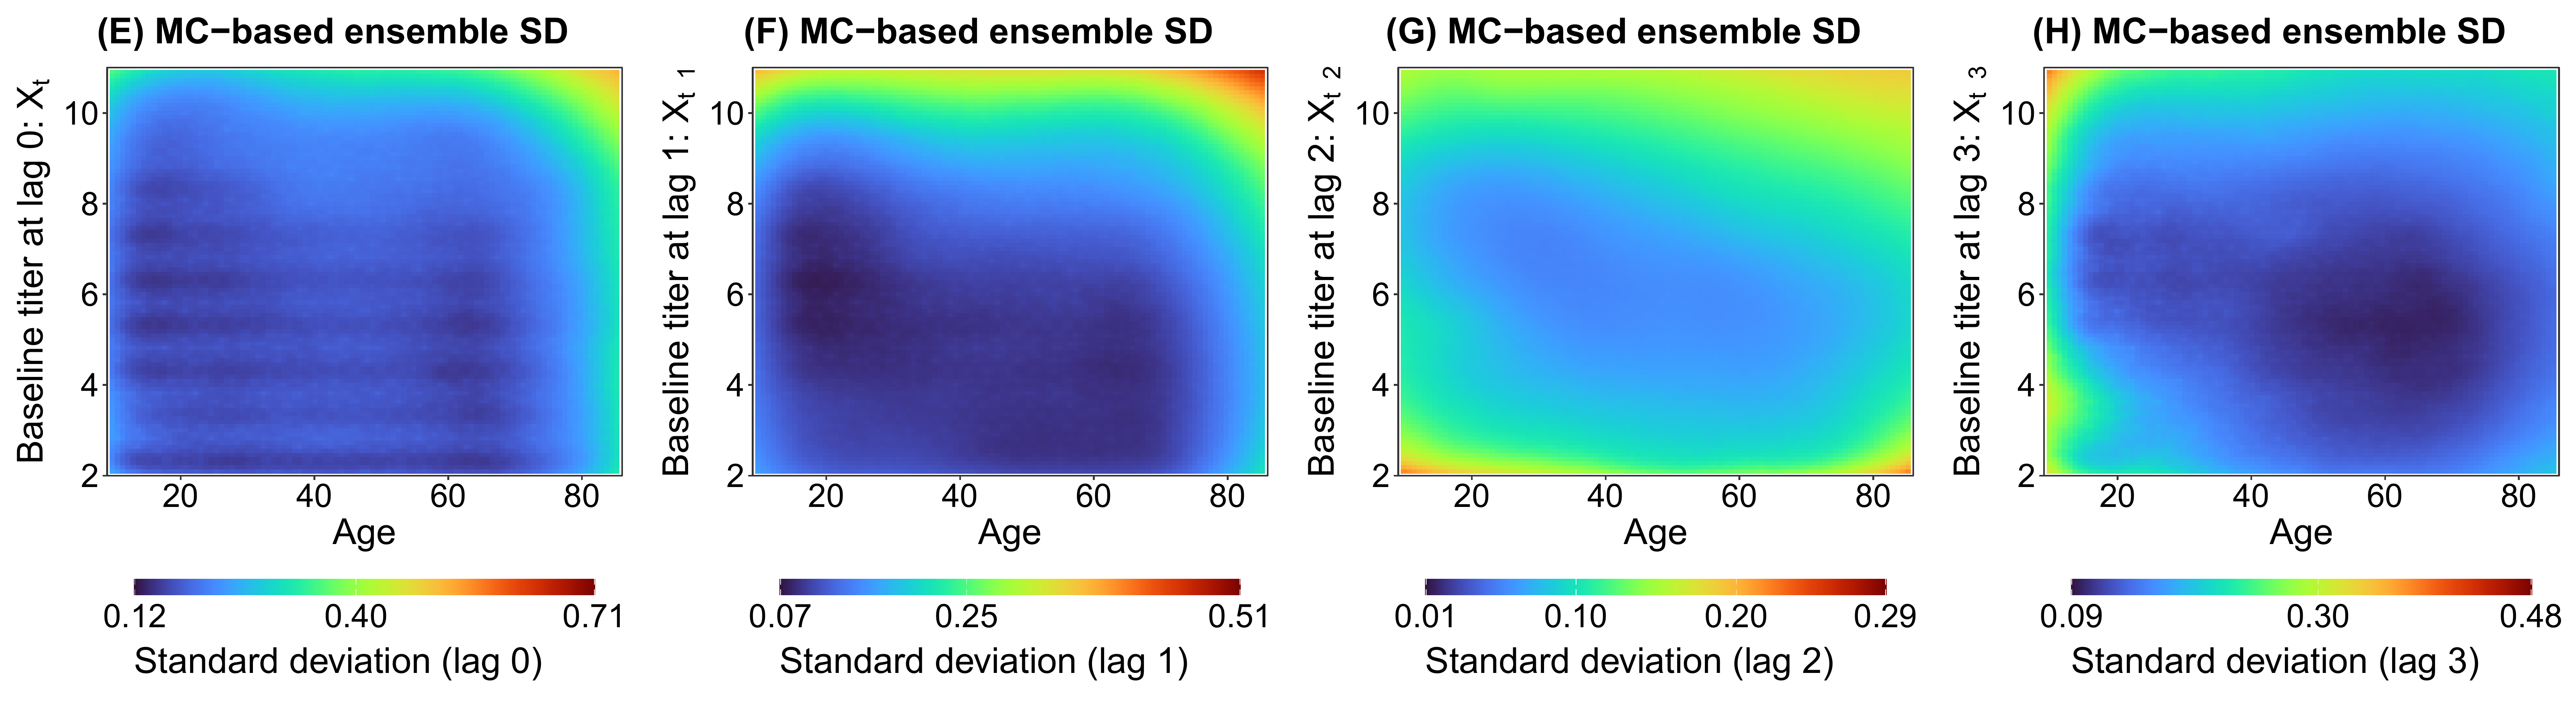 (E) MC−based ensemble SD
Baseline titer at lag 0: Xt
10
8
6
4
2
20 40 60 80
Age
0.12 0.40 0.71
Standard deviation (lag 0)
(F) MC−based ensemble SD
Baseline titer at lag 1: Xt 1
10
8
6
4
2
20 40 60 80
Age
0.07 0.25 0.51
Standard deviation (lag 1)
(G) MC−based ensemble SD
Baseline titer at lag 2: Xt 2
10
8
6
4
2
20 40 60 80
Age
0.01 0.10 0.20 0.29
Standard deviation (lag 2)
(H) MC−based ensemble SD
Baseline titer at lag 3: Xt 3
10
8
6
4
2
20 40 60 80
Age
0.09 0.30 0.48
Standard deviation (lag 3)